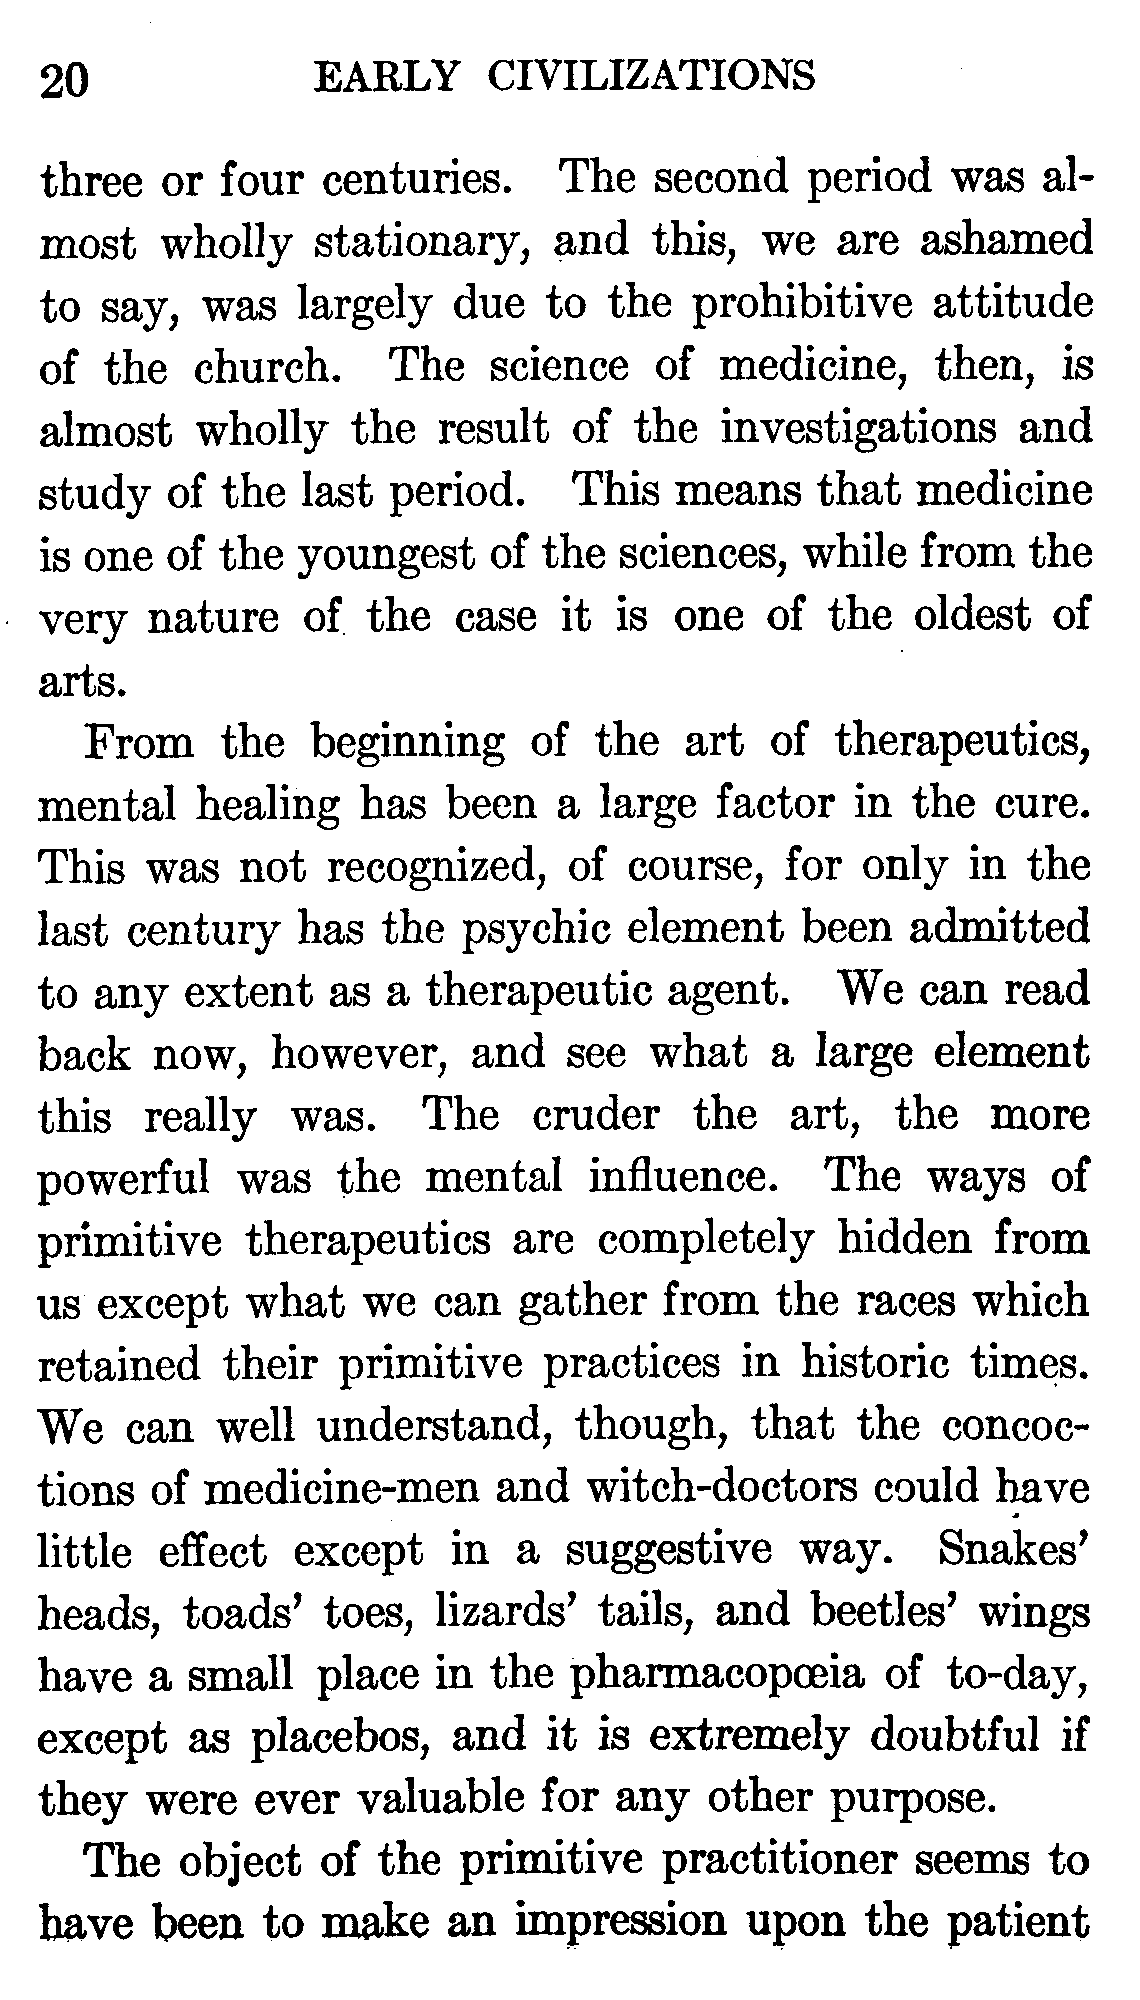 20 EARLY CIVILIZATIONS
three or four centuries. The second period was al-
most wholly stationary, and this, we are ashamed
to say, was largely due to the prohibitive attitude
of the church. The science of medicine, then, is
almost wholly the result of the investigations and
study of the last period. This means that medicine
is one of the youngest of the sciences, while from the
very nature of the case it is one of the oldest of
arts.
From the beginning of the art of therapeutics,
mental healing has been a large factor in the cure.
This was not recognized, of course, for only in the
last century has the psychic element been admitted
to any extent as a therapeutic agent. We can read
back now, however, and see what a large element
this really was. The cruder the art, the more
powerful was the mental influence. The ways of
primitive therapeutics are completely hidden from
us except what we can gather from the races which
retained their primitive practices in historic times.
We can well understand, though, that the concoc-
tions of medicine-men and witch-doctors could have
little effect except in a suggestive way. Snakes’
heads, toads’ toes, lizards’ tails, and beetles’ wings
have a small place in the pharmacopœia of to-day,
except as placebos, and it is extremely doubtful if
they were ever valuable for any other purpose.
The object of the primitive practitioner seems to
have been to make an impression upon the patient